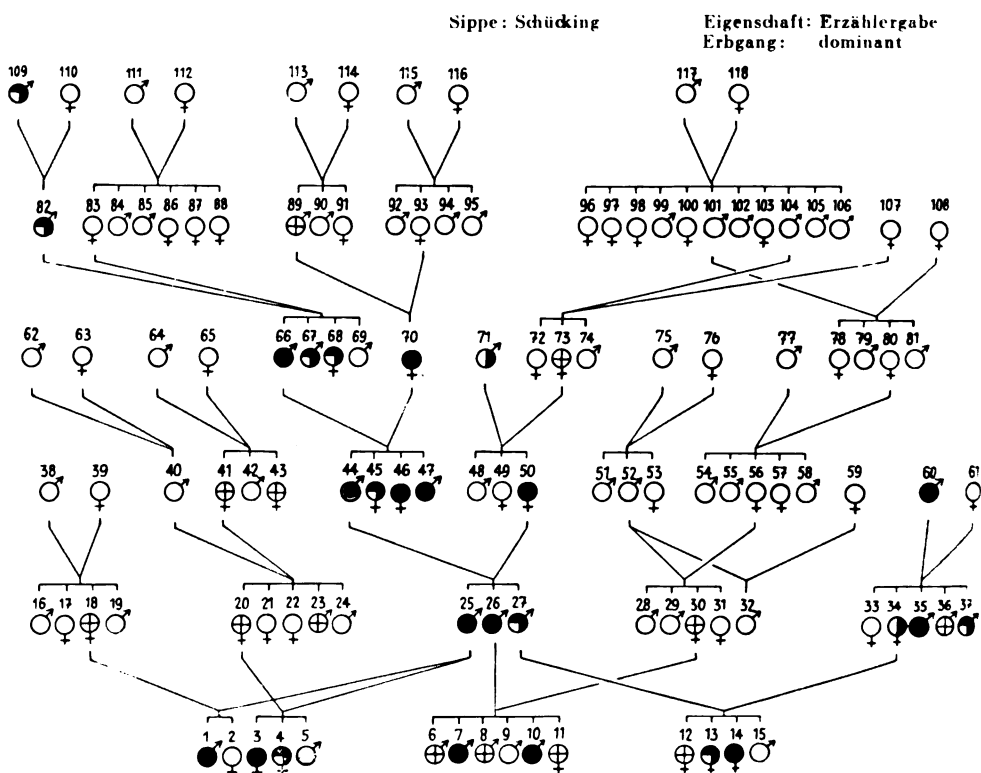 Sippe: Schücking Eigenschaft: Erzählergabe
Erbgang: dominant
109 110 111 112 113 114 115 116 117 118
82 83 84 85 86 87 88 89 90 91 92 93 94 95 96 97 98 99 100 101 102 103 104 105 106 107 108
62 63 64 65 66 67 68 69 70 71 72 73 74 75 76 77 78 79 80 81
38 39 40 41 42 43 44 45 46 47 48 49 50 51 52 53 54 55 56 57 58 59 60 61
16 17 18 19 20 21 22 23 24 25 26 27 28 29 30 31 32 33 34 35 36 37
1 2 3 4 5 6 7 8 9 10 11 12 13 14 15